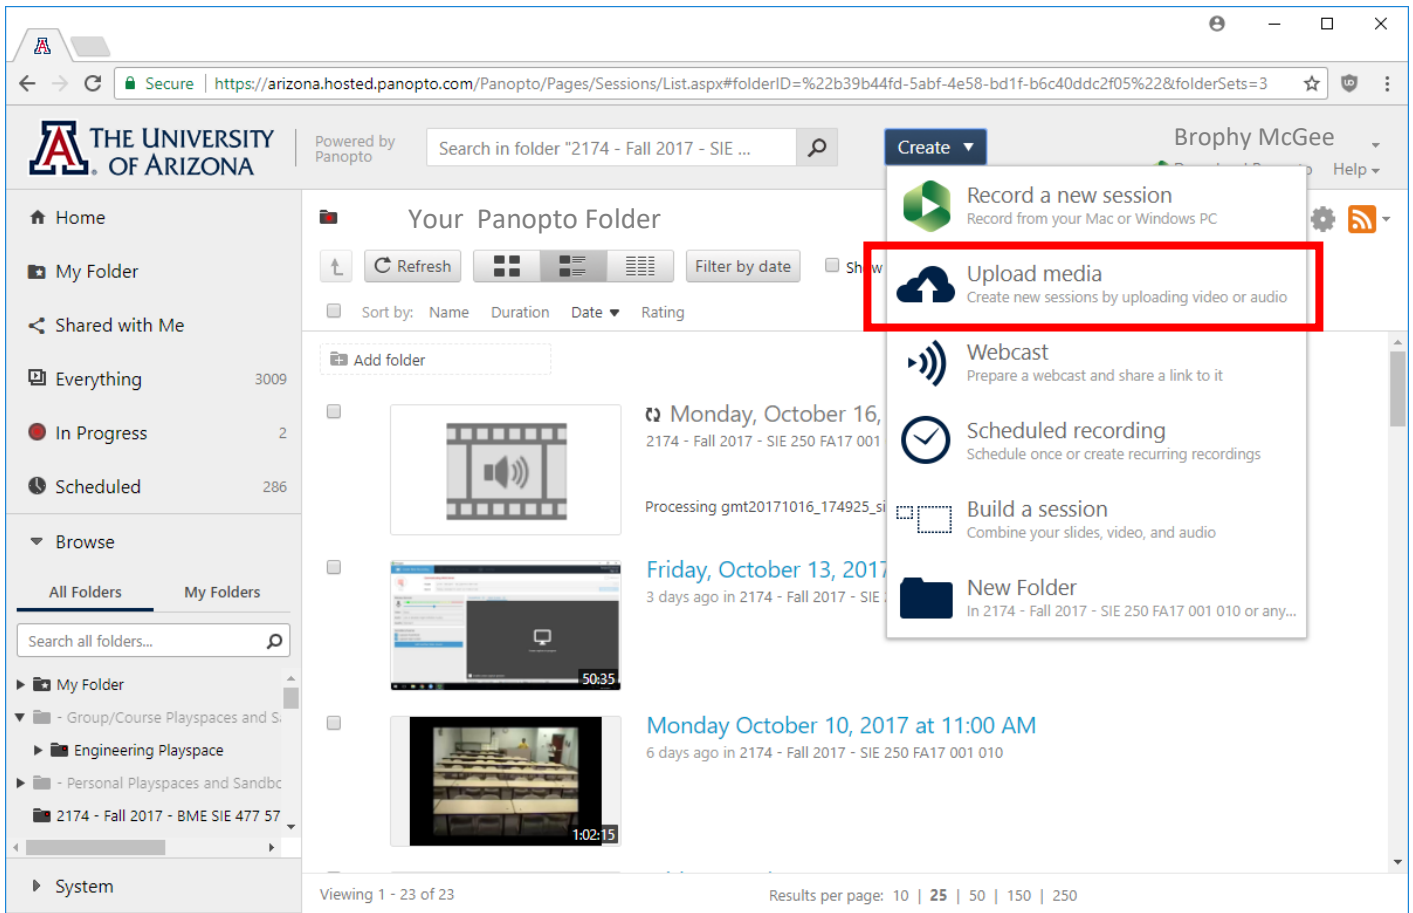 Secure | https://arizona.hosted.panopto.com/Panopto/Pages/Sessions/List.aspx#folderID=%22b39b44fd-5abf-4e58-bd1f-b6c40ddc2f05%22&folderSets=3
THE UNIVERSITY
OF ARIZONA
Powered by
Panopto
Search in folder "2174 - Fall 2017 - SIE ...
Create
Brophy McGee
Help
Home
My Folder
Shared with Me
Everything 3009
In Progress 2
Scheduled 286
Browse
All Folders My Folders
Search all folders...
My Folder
- Group/Course Playspaces and
Engineering Playspace
- Personal Playspaces and
2174 - Fall 2017 - BME SIE 477 57
System
Your Panopto Folder
Refresh
Filter by date
Show
Sort by: Name Duration Date Rating
Add folder
Monday, October 16,
2174 - Fall 2017 - SIE 250 FA17 001
Processing gmt20171016_174925_si
Friday, October 13, 2017
3 days ago in 2174 - Fall 2017 - SIE
50:35
Monday October 10, 2017 at 11:00 AM
6 days ago in 2174 - Fall 2017 - SIE 250 FA17 001 010
1:02:15
Viewing 1 - 23 of 23
Results per page: 10 | 25 | 50 | 150 | 250
Record a new session
Record from your Mac or Windows PC
Upload media
Create new sessions by uploading video or audio
Webcast
Prepare a webcast and share a link to it
Scheduled recording
Schedule once or create recurring recordings
Build a session
Combine your slides, video, and audio
New Folder
In 2174 - Fall 2017 - SIE 250 FA17 001 010 or any...